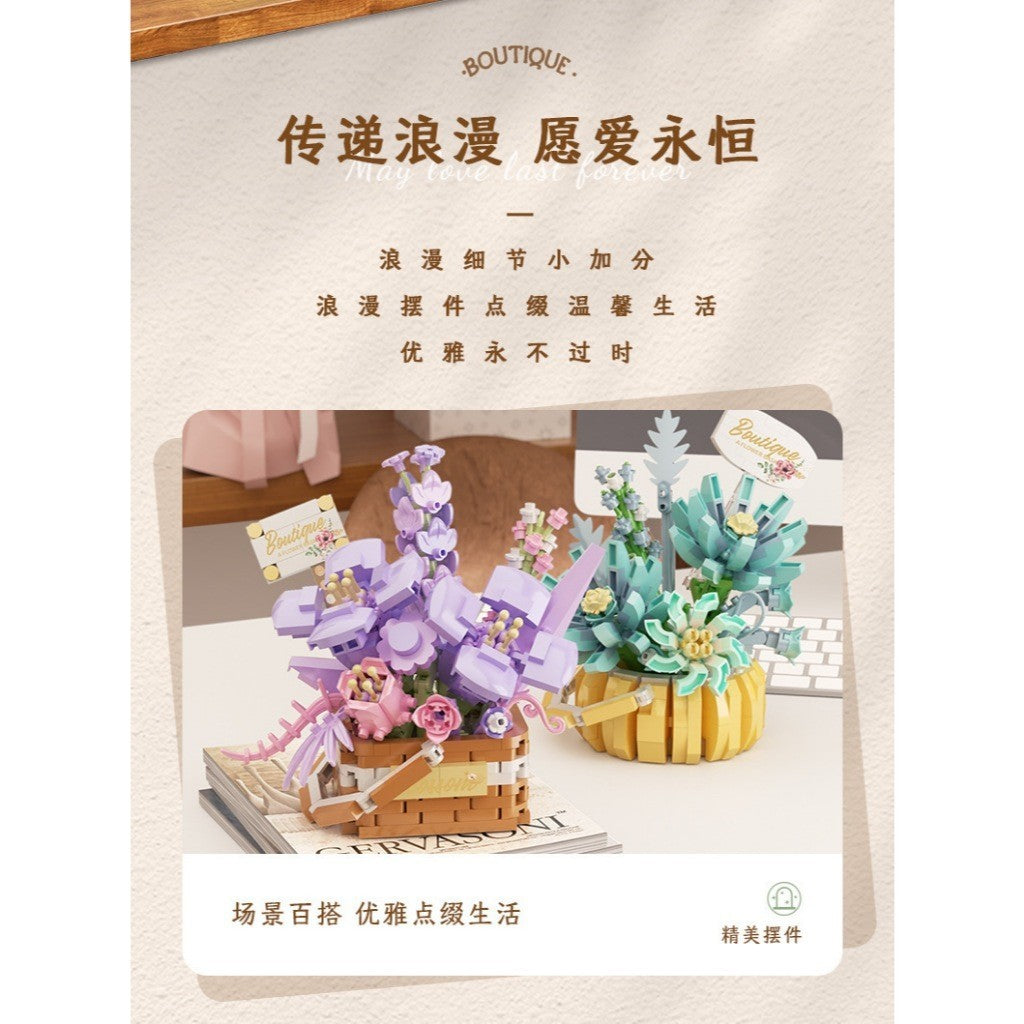 ·BOUTIQUE·
传递浪漫 愿爱永恒
May love last forever
浪漫细节小加分
浪漫摆件点缀温馨生活
优雅永不过时
Boutique
Boutique
GERVASONI™
场景百搭 优雅点缀生活
精美摆件